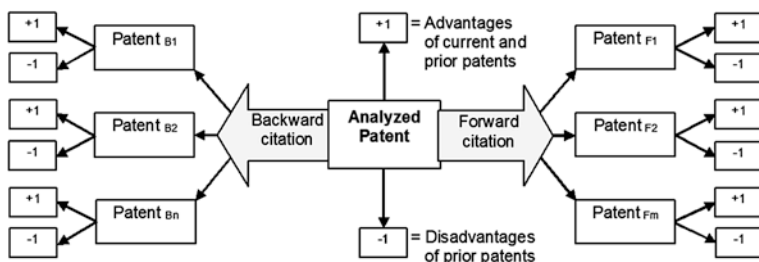 +1
-1
Patent B1
+1
-1
Patent B2
+1
-1
Patent Bn
Backward
citation
+1
= Advantages
of current and
prior patents
Analyzed
Patent
-1
= Disadvantages
of prior patents
Forward
citation
Patent F1
+1
-1
Patent F2
+1
-1
Patent Fm
+1
-1